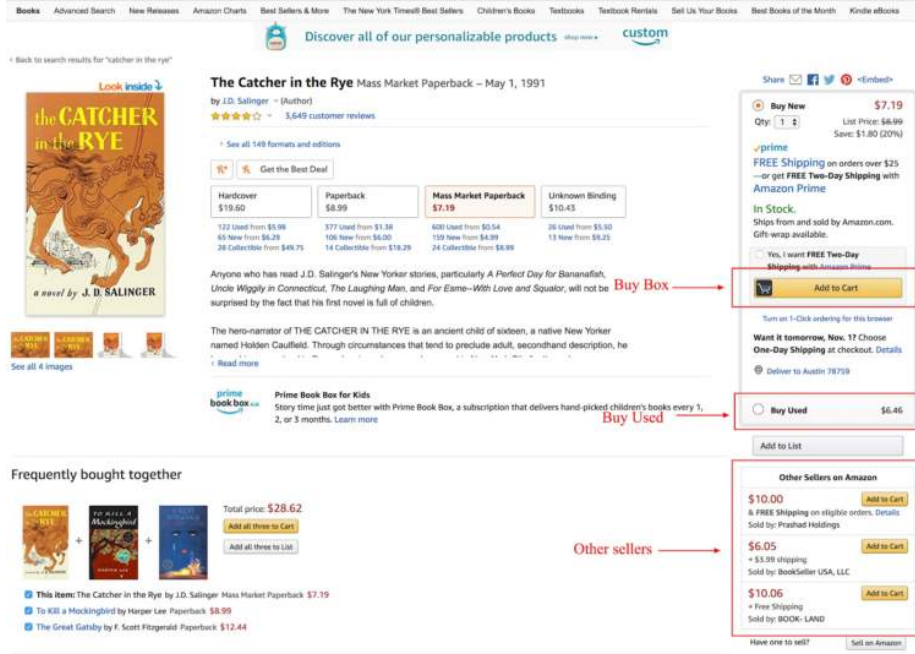 Books Advanced Search New Releases Amazon Charts Best Sellers & More The New York Times® Best Sellers Children's Books Textbooks Textbook Rentals Sell Us Your Books Best Books of the Month Kindle eBooks
Discover all of our personalizable products shop now custom
‹ Back to search results for "catcher in the rye"
Look inside
the CATCHER
in the RYE
a novel by J. D. SALINGER
See all 4 images
The Catcher in the Rye Mass Market Paperback – May 1, 1991
by J.D. Salinger (Author)
3,649 customer reviews
› See all 149 formats and editions
Get the Best Deal
Hardcover
$19.60
122 Used from $5.98
65 New from $6.29
28 Collectible from $49.75
Paperback
$8.99
377 Used from $1.38
106 New from $6.00
14 Collectible from $18.29
Mass Market Paperback
$7.19
600 Used from $0.54
159 New from $4.99
24 Collectible from $8.99
Unknown Binding
$10.43
26 Used from $5.50
13 New from $9.25
Anyone who has read J.D. Salinger's New Yorker stories, particularly A Perfect Day for Bananafish,
Uncle Wiggily in Connecticut, The Laughing Man, and For Esme--With Love and Squalor, will not be
surprised by the fact that his first novel is full of children.
The hero-narrator of THE CATCHER IN THE RYE is an ancient child of sixteen, a native New Yorker
named Holden Caulfield. Through circumstances that tend to preclude adult, secondhand description, he
Read more
prime
book box KIDS
Prime Book Box for Kids
Story time just got better with Prime Book Box, a subscription that delivers hand-picked children's books every 1,
2, or 3 months. Learn more
Buy Box
Buy Used
Other sellers
Share <Embed>
Buy New $7.19
Qty: 1 List Price: $8.99
Save: $1.80 (20%)
prime
FREE Shipping on orders over $25
—or get FREE Two-Day Shipping with
Amazon Prime
In Stock.
Ships from and sold by Amazon.com.
Gift-wrap available.
Yes, I want FREE Two-Day
Shipping with Amazon Prime
Add to Cart
Turn on 1-Click ordering for this browser
Want it tomorrow, Nov. 1? Choose
One-Day Shipping at checkout. Details
Deliver to Austin 78759
Buy Used $6.46
Add to List
Other Sellers on Amazon
$10.00 Add to Cart
& FREE Shipping on eligible orders. Details
Sold by: Prashad Holdings
$6.05 Add to Cart
+ $3.99 shipping
Sold by: BookSeller USA, LLC
$10.06 Add to Cart
+ Free Shipping
Sold by: BOOK- LAND
Have one to sell? Sell on Amazon
Frequently bought together
the CATCHER
in the RYE
+
TO KILL A
Mockingbird
HARPER LEE
+
Total price: $28.62
Add all three to Cart
Add all three to List
This item: The Catcher in the Rye by J.D. Salinger Mass Market Paperback $7.19
To Kill a Mockingbird by Harper Lee Paperback $8.99
The Great Gatsby by F. Scott Fitzgerald Paperback $12.44